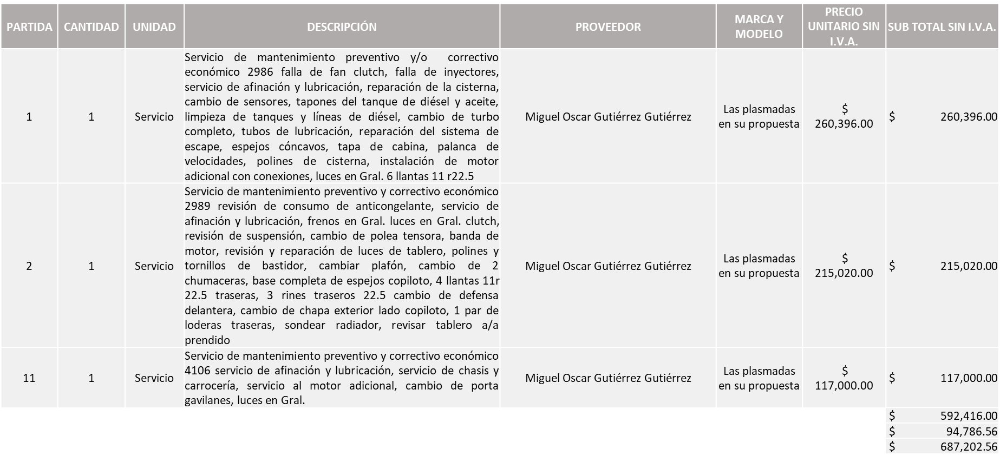 PARTIDA CANTIDAD UNIDAD DESCRIPCIÓN PROVEEDOR MARCA Y MODELO PRECIO UNITARIO SIN I.V.A. SUB TOTAL SIN I.V.A.
Servicio de mantenimiento preventivo y/o correctivo
económico 2986 falla de fan clutch, falla de inyectores,
servicio de afinación y lubricación, reparación de la cisterna,
cambio de sensores, tapones del tanque de diésel y aceite,
1 1 Servicio limpieza de tanques y líneas de diésel, cambio de turbo Miguel Oscar Gutiérrez Gutiérrez Las plasmadas en su propuesta $ 260,396.00 $ 260,396.00
completo, tubos de lubricación, reparación del sistema de
escape, espejos cóncavos, tapa de cabina, palanca de
velocidades, polines de cisterna, instalación de motor
adicional con conexiones, luces en Gral. 6 llantas 11 r22.5
Servicio de mantenimiento preventivo y correctivo económico
2989 revisión de consumo de anticongelante, servicio de
afinación y lubricación, frenos en Gral. luces en Gral. clutch,
revisión de suspensión, cambio de polea tensora, banda de
motor, revisión y reparación de luces de tablero, polines y
2 1 Servicio tornillos de bastidor, cambiar plafón, cambio de 2 Miguel Oscar Gutiérrez Gutiérrez Las plasmadas en su propuesta $ 215,020.00 $ 215,020.00
chumaceras, base completa de espejos copiloto, 4 llantas 11r
22.5 traseras, 3 rines traseros 22.5 cambio de defensa
delantera, cambio de chapa exterior lado copiloto, 1 par de
loderas traseras, sondear radiador, revisar tablero a/a
prendido
Servicio de mantenimiento preventivo y correctivo económico
4106 servicio de afinación y lubricación, servicio de chasis y
11 1 Servicio carrocería, servicio al motor adicional, cambio de porta Miguel Oscar Gutiérrez Gutiérrez Las plasmadas en su propuesta $ 117,000.00 $ 117,000.00
gavilanes, luces en Gral.
$ 592,416.00
$ 94,786.56
$ 687,202.56